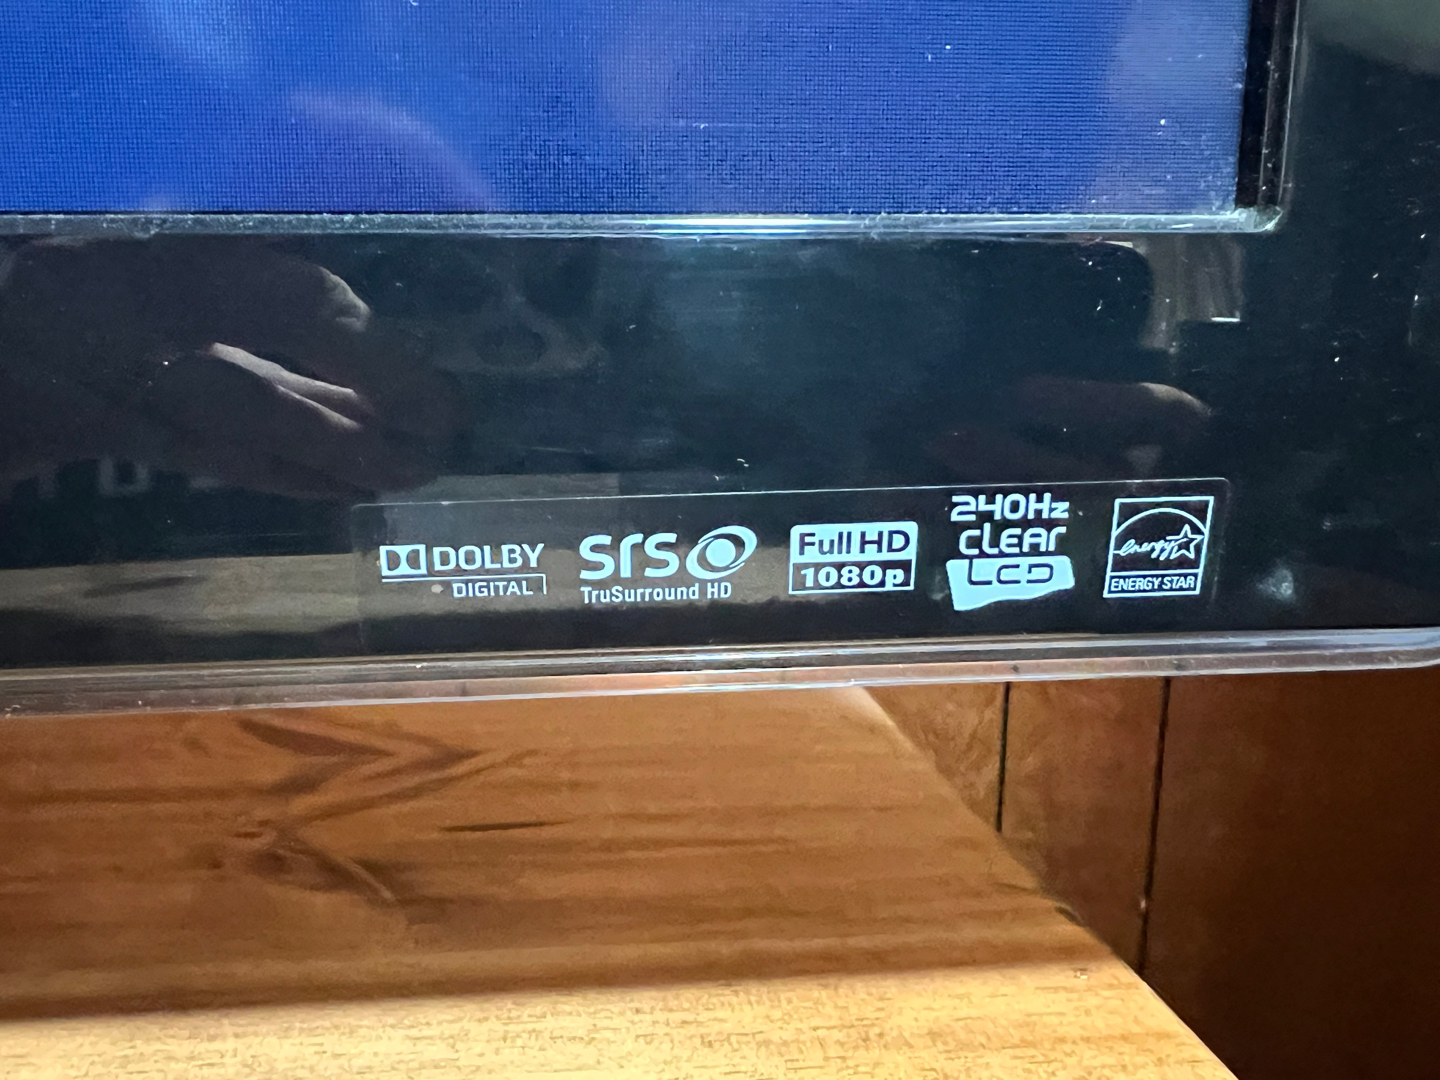 DOLBY
DIGITAL
SRS
TruSurround HD
Full HD
1080p
240Hz
CLEAR
LCD
energy
ENERGY STAR